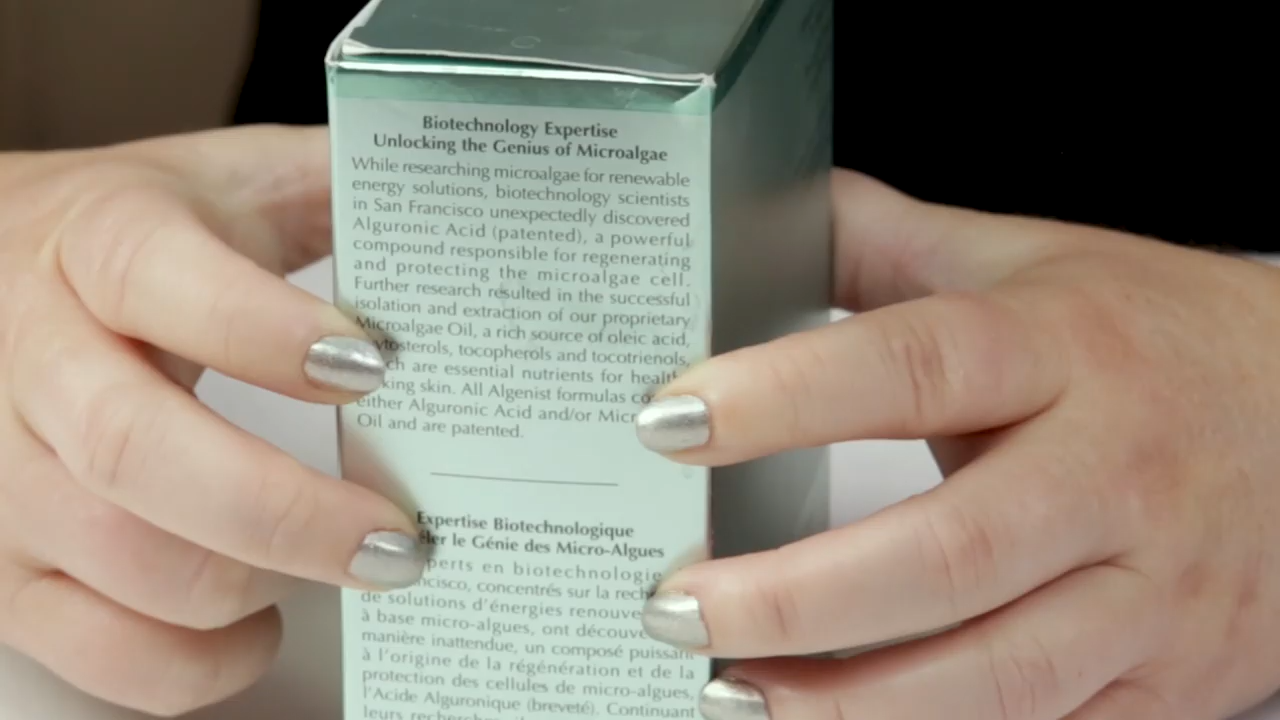 Biotechnology Expertise
Unlocking the Genius of Microalgae
While researching microalgae for renewable
energy solutions, biotechnology scientists
in San Francisco unexpectedly discovered
Alguronic Acid (patented), a powerful
compound responsible for regenerating
and protecting the microalgae cell.
Further research resulted in the successful
isolation and extraction of our proprietary
Microalgae Oil, a rich source of oleic acid,
tocopherols and tocotrienols,
are essential nutrients for
skin. All Algenist formulas
either Alguronic Acid and/or
Oil and are patented.
Expertise Biotechnologique
le Génie des Micro-Algues
en biotechnologie
concentrés sur la
de solutions d'énergies
à base micro-algues, ont
manière inattendue, un composé puissant
à l'origine de la régénération et de la
protection des cellules de micro-algues,
l'Acide Alguronique (breveté). Continuant
leurs